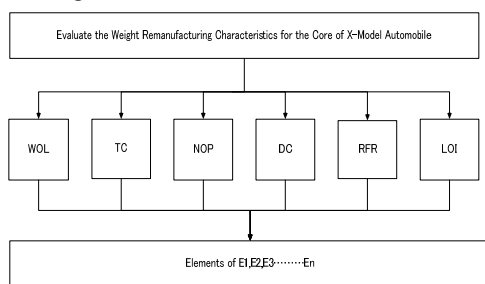 Evaluate the Weight Remanufacturing Characteristics for the Core of X-Model Automobile
WOL TC NOP DC RFR LOI
Elements of E1,E2,E3·········En